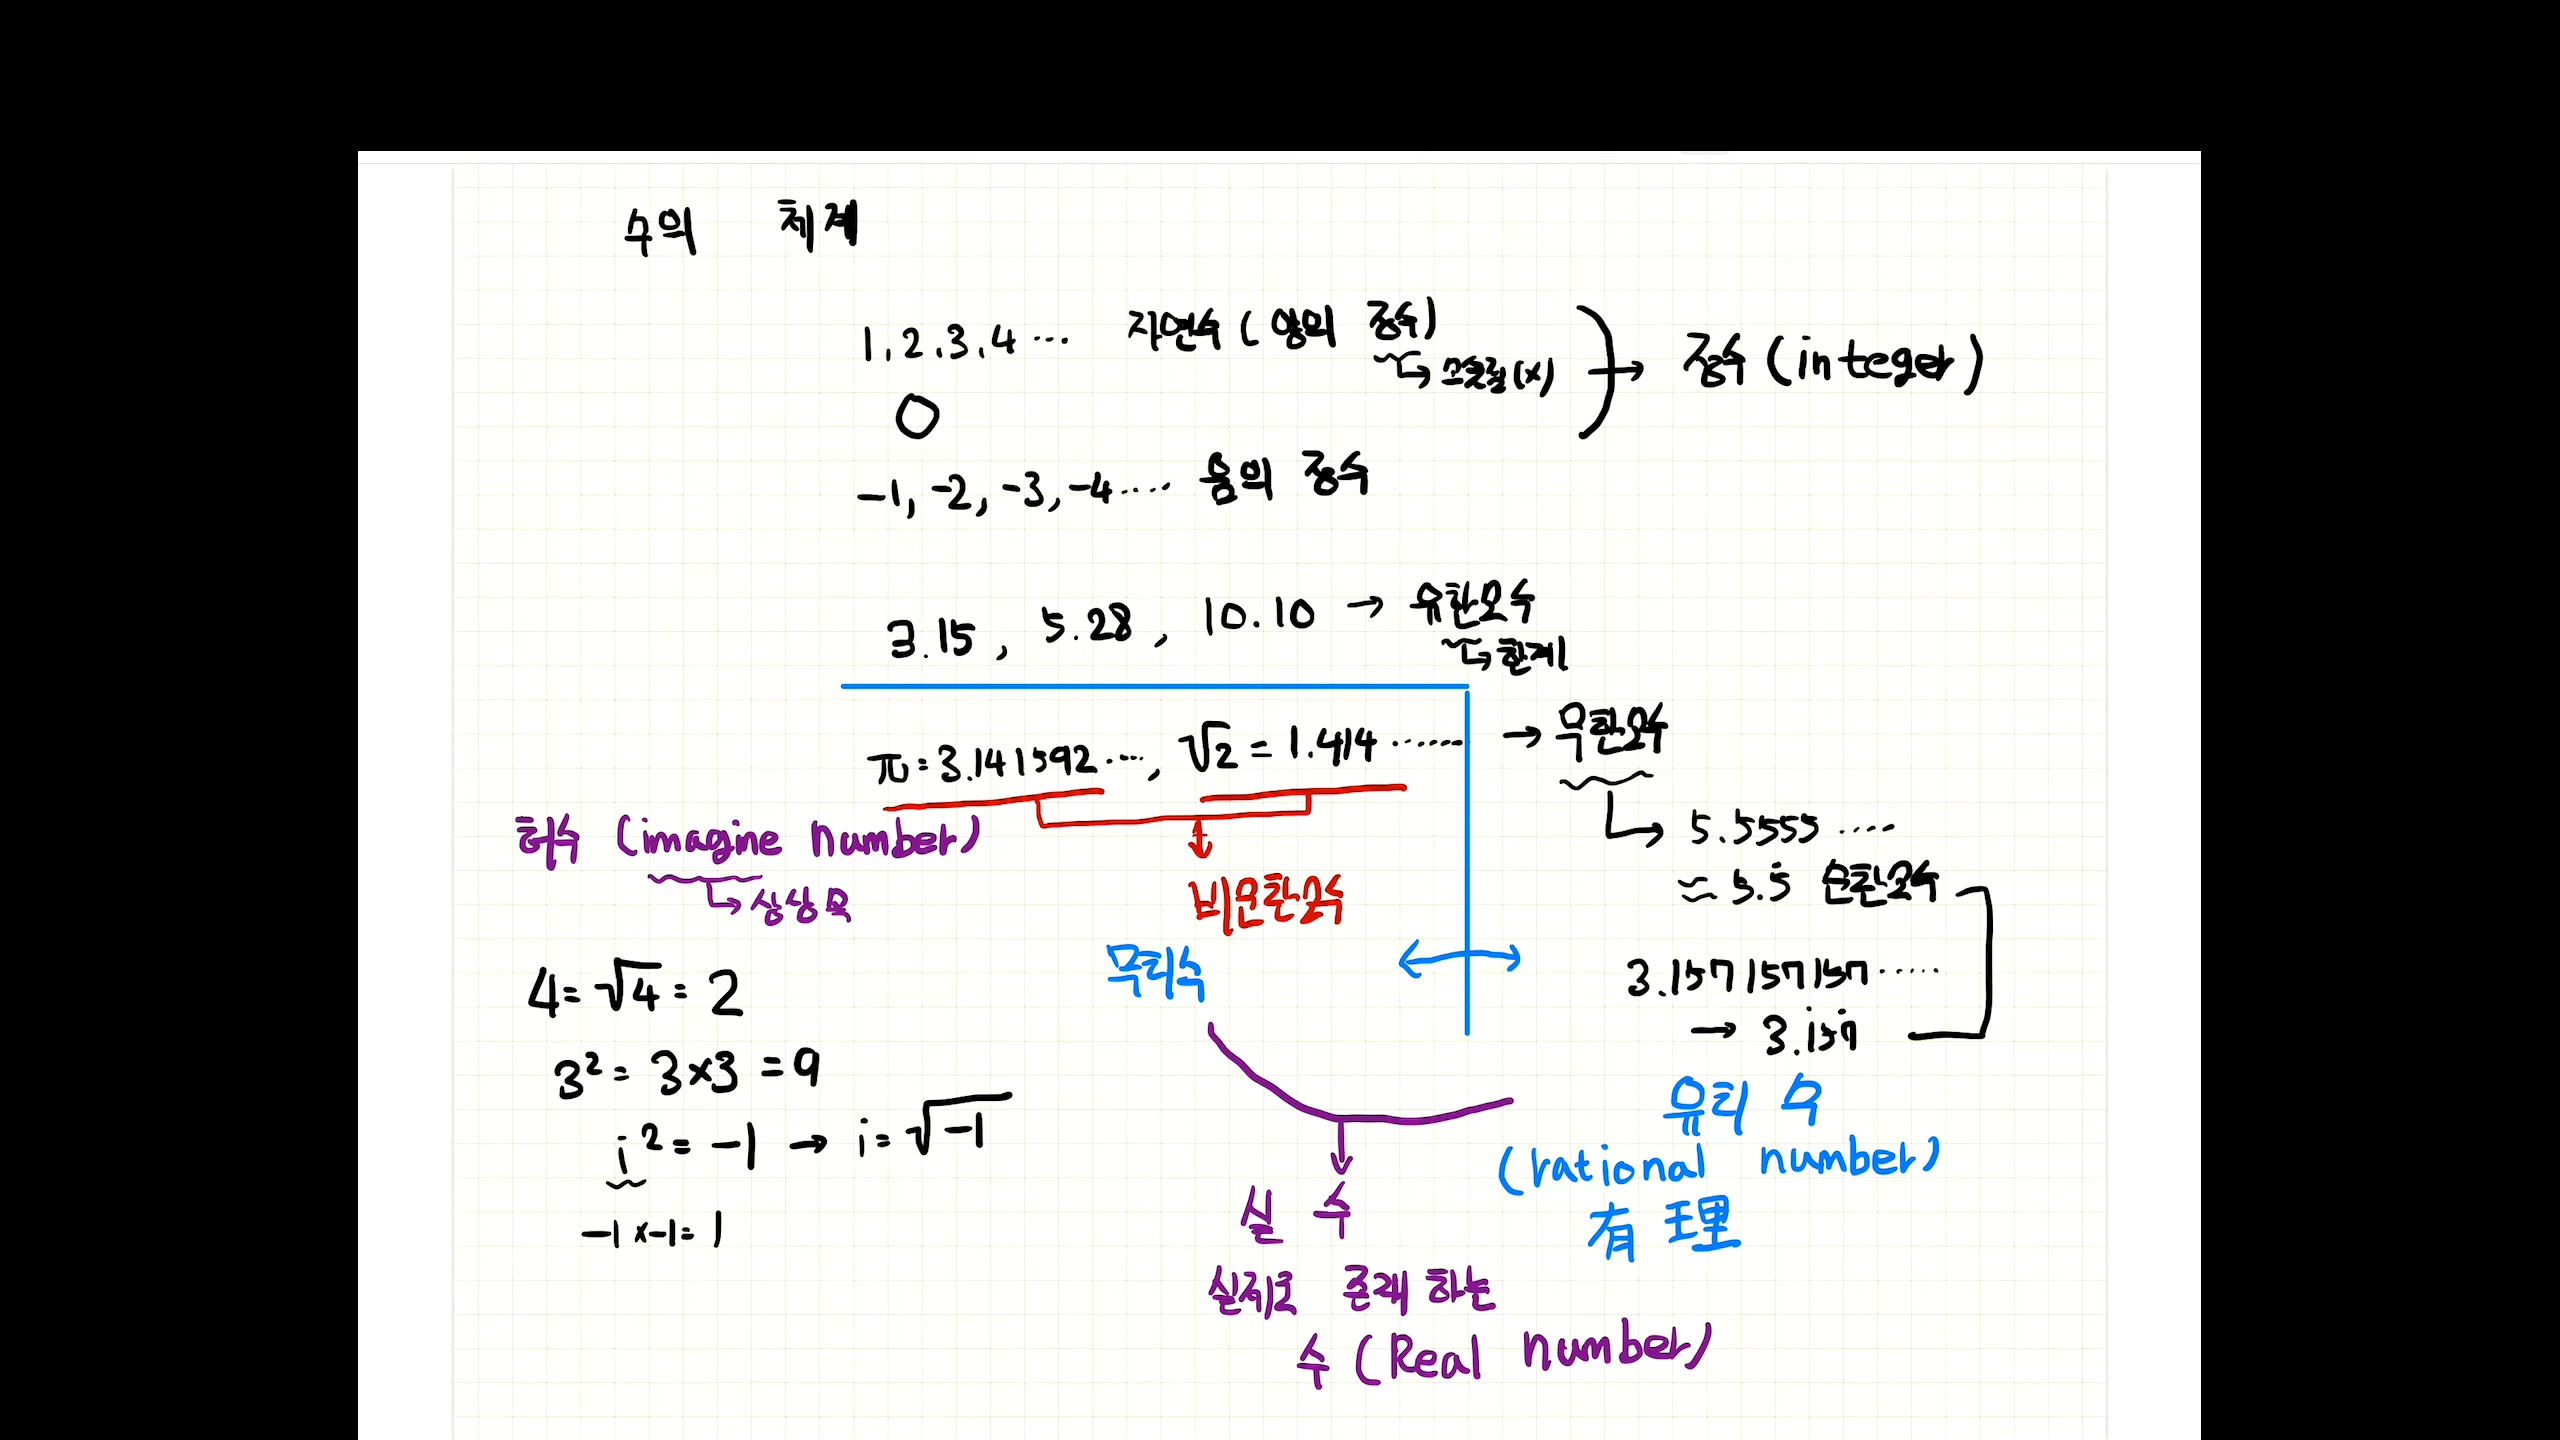 수의 체계
1, 2, 3, 4 ··· 자연수 (양의 정수)
↳ 소숫점 (x)
→ 정수 (integer)
0
-1, -2, -3, -4 ···· 음의 정수
3.15, 5.28, 10.10 → 유한소수
↳ 한계
π = 3.141592 ···, √2 = 1.414 ······ → 무한소수
↳ 5.5555 ····
≈ 5.5̇ 순환소수
3.157157157 ·····
→ 3.1̇57̇
비순환소수
무리수
유리수
(rational number)
有理
실수
실제로 존재하는
수 (Real number)
허수 (imagine number)
↳ 상상
4 = √4 = 2
3² = 3×3 = 9
i² = -1 → i = √-1
-1 × -1 = 1